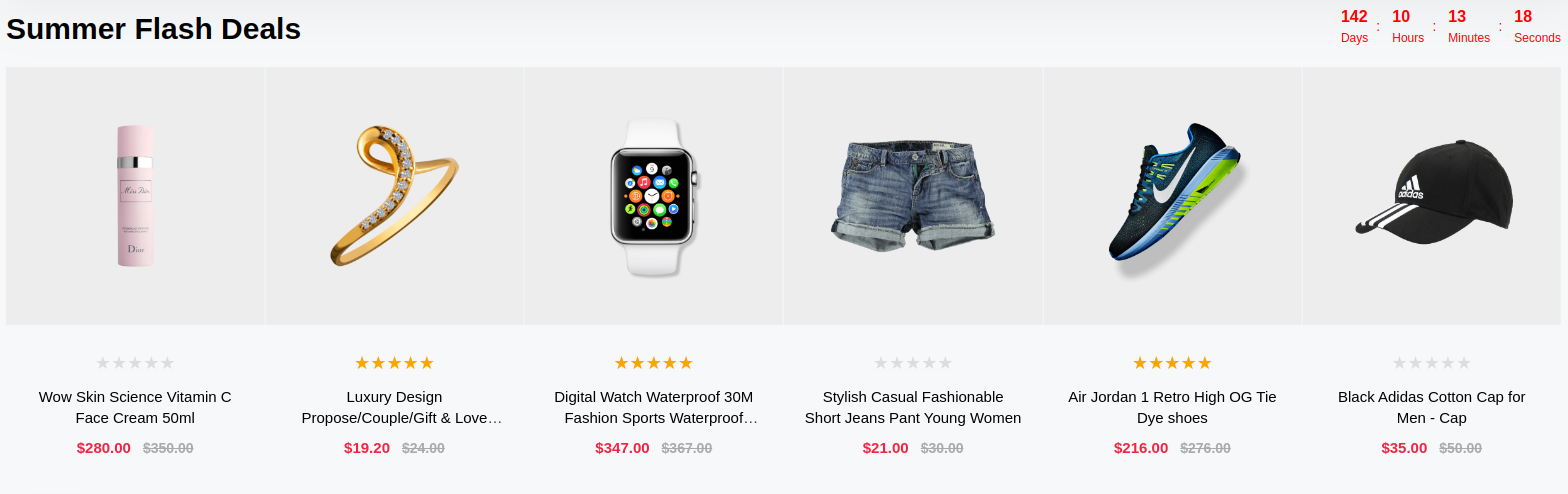 Summer Flash Deals
142 : 10 : 13 : 18
Days Hours Minutes Seconds
Miss Dior
Dior
adidas
Wow Skin Science Vitamin C
Face Cream 50ml
$280.00 $350.00
Luxury Design
Propose/Couple/Gift & Love…
$19.20 $24.00
Digital Watch Waterproof 30M
Fashion Sports Waterproof…
$347.00 $367.00
Stylish Casual Fashionable
Short Jeans Pant Young Women
$21.00 $30.00
Air Jordan 1 Retro High OG Tie
Dye shoes
$216.00 $276.00
Black Adidas Cotton Cap for
Men - Cap
$35.00 $50.00